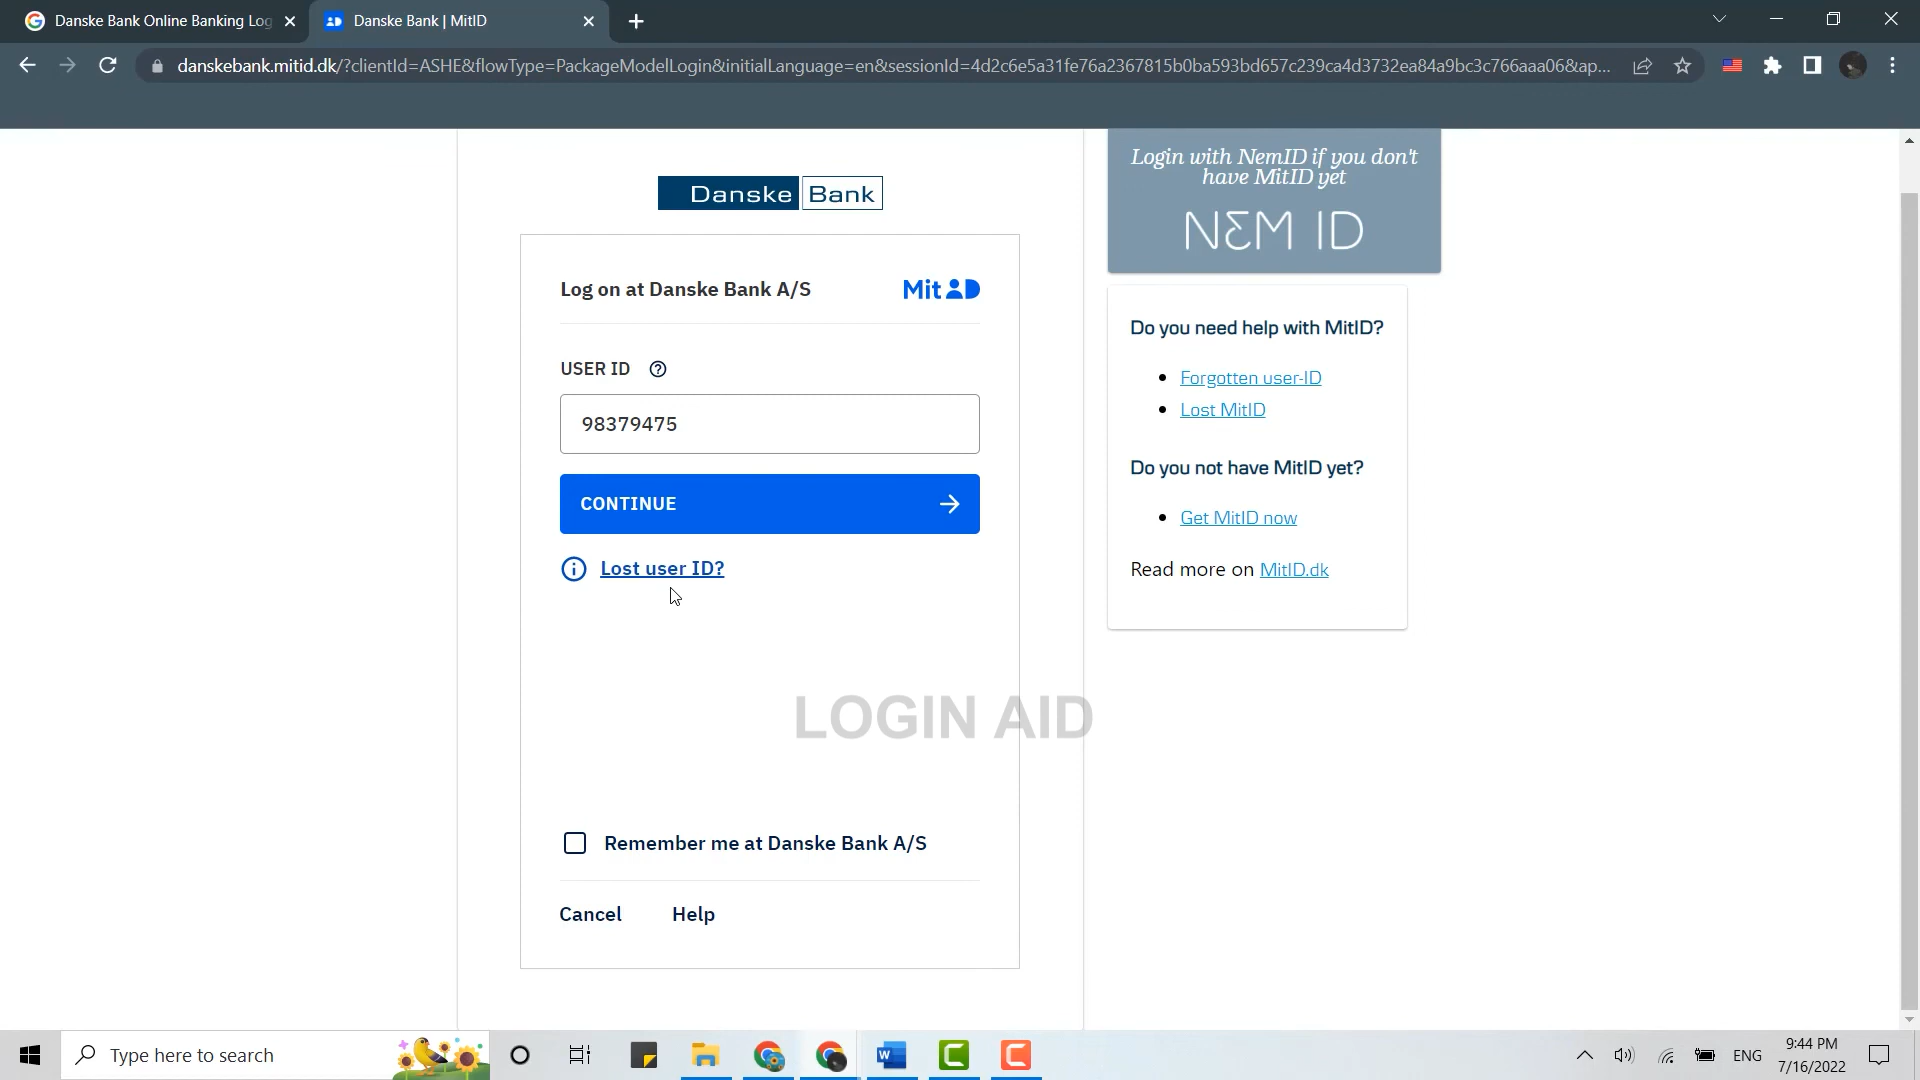 Danske Bank Online Banking Log
Danske Bank | MitID
danskebank.mitid.dk/?clientId=ASHE&flowType=PackageModelLogin&initialLanguage=en&sessionId=4d2c6e5a31fe76a2367815b0ba593bd657c239ca4d3732ea84a9bc3c766aaa06&ap...
Danske Bank
Log on at Danske Bank A/S
MitID
USER ID
98379475
CONTINUE
Lost user ID?
Remember me at Danske Bank A/S
Cancel Help
Login with NemID if you don't
have MitID yet
NEM ID
Do you need help with MitID?
• Forgotten user-ID
• Lost MitID
Do you not have MitID yet?
• Get MitID now
Read more on MitID.dk
LOGIN AID
Type here to search
ENG
9:44 PM
7/16/2022